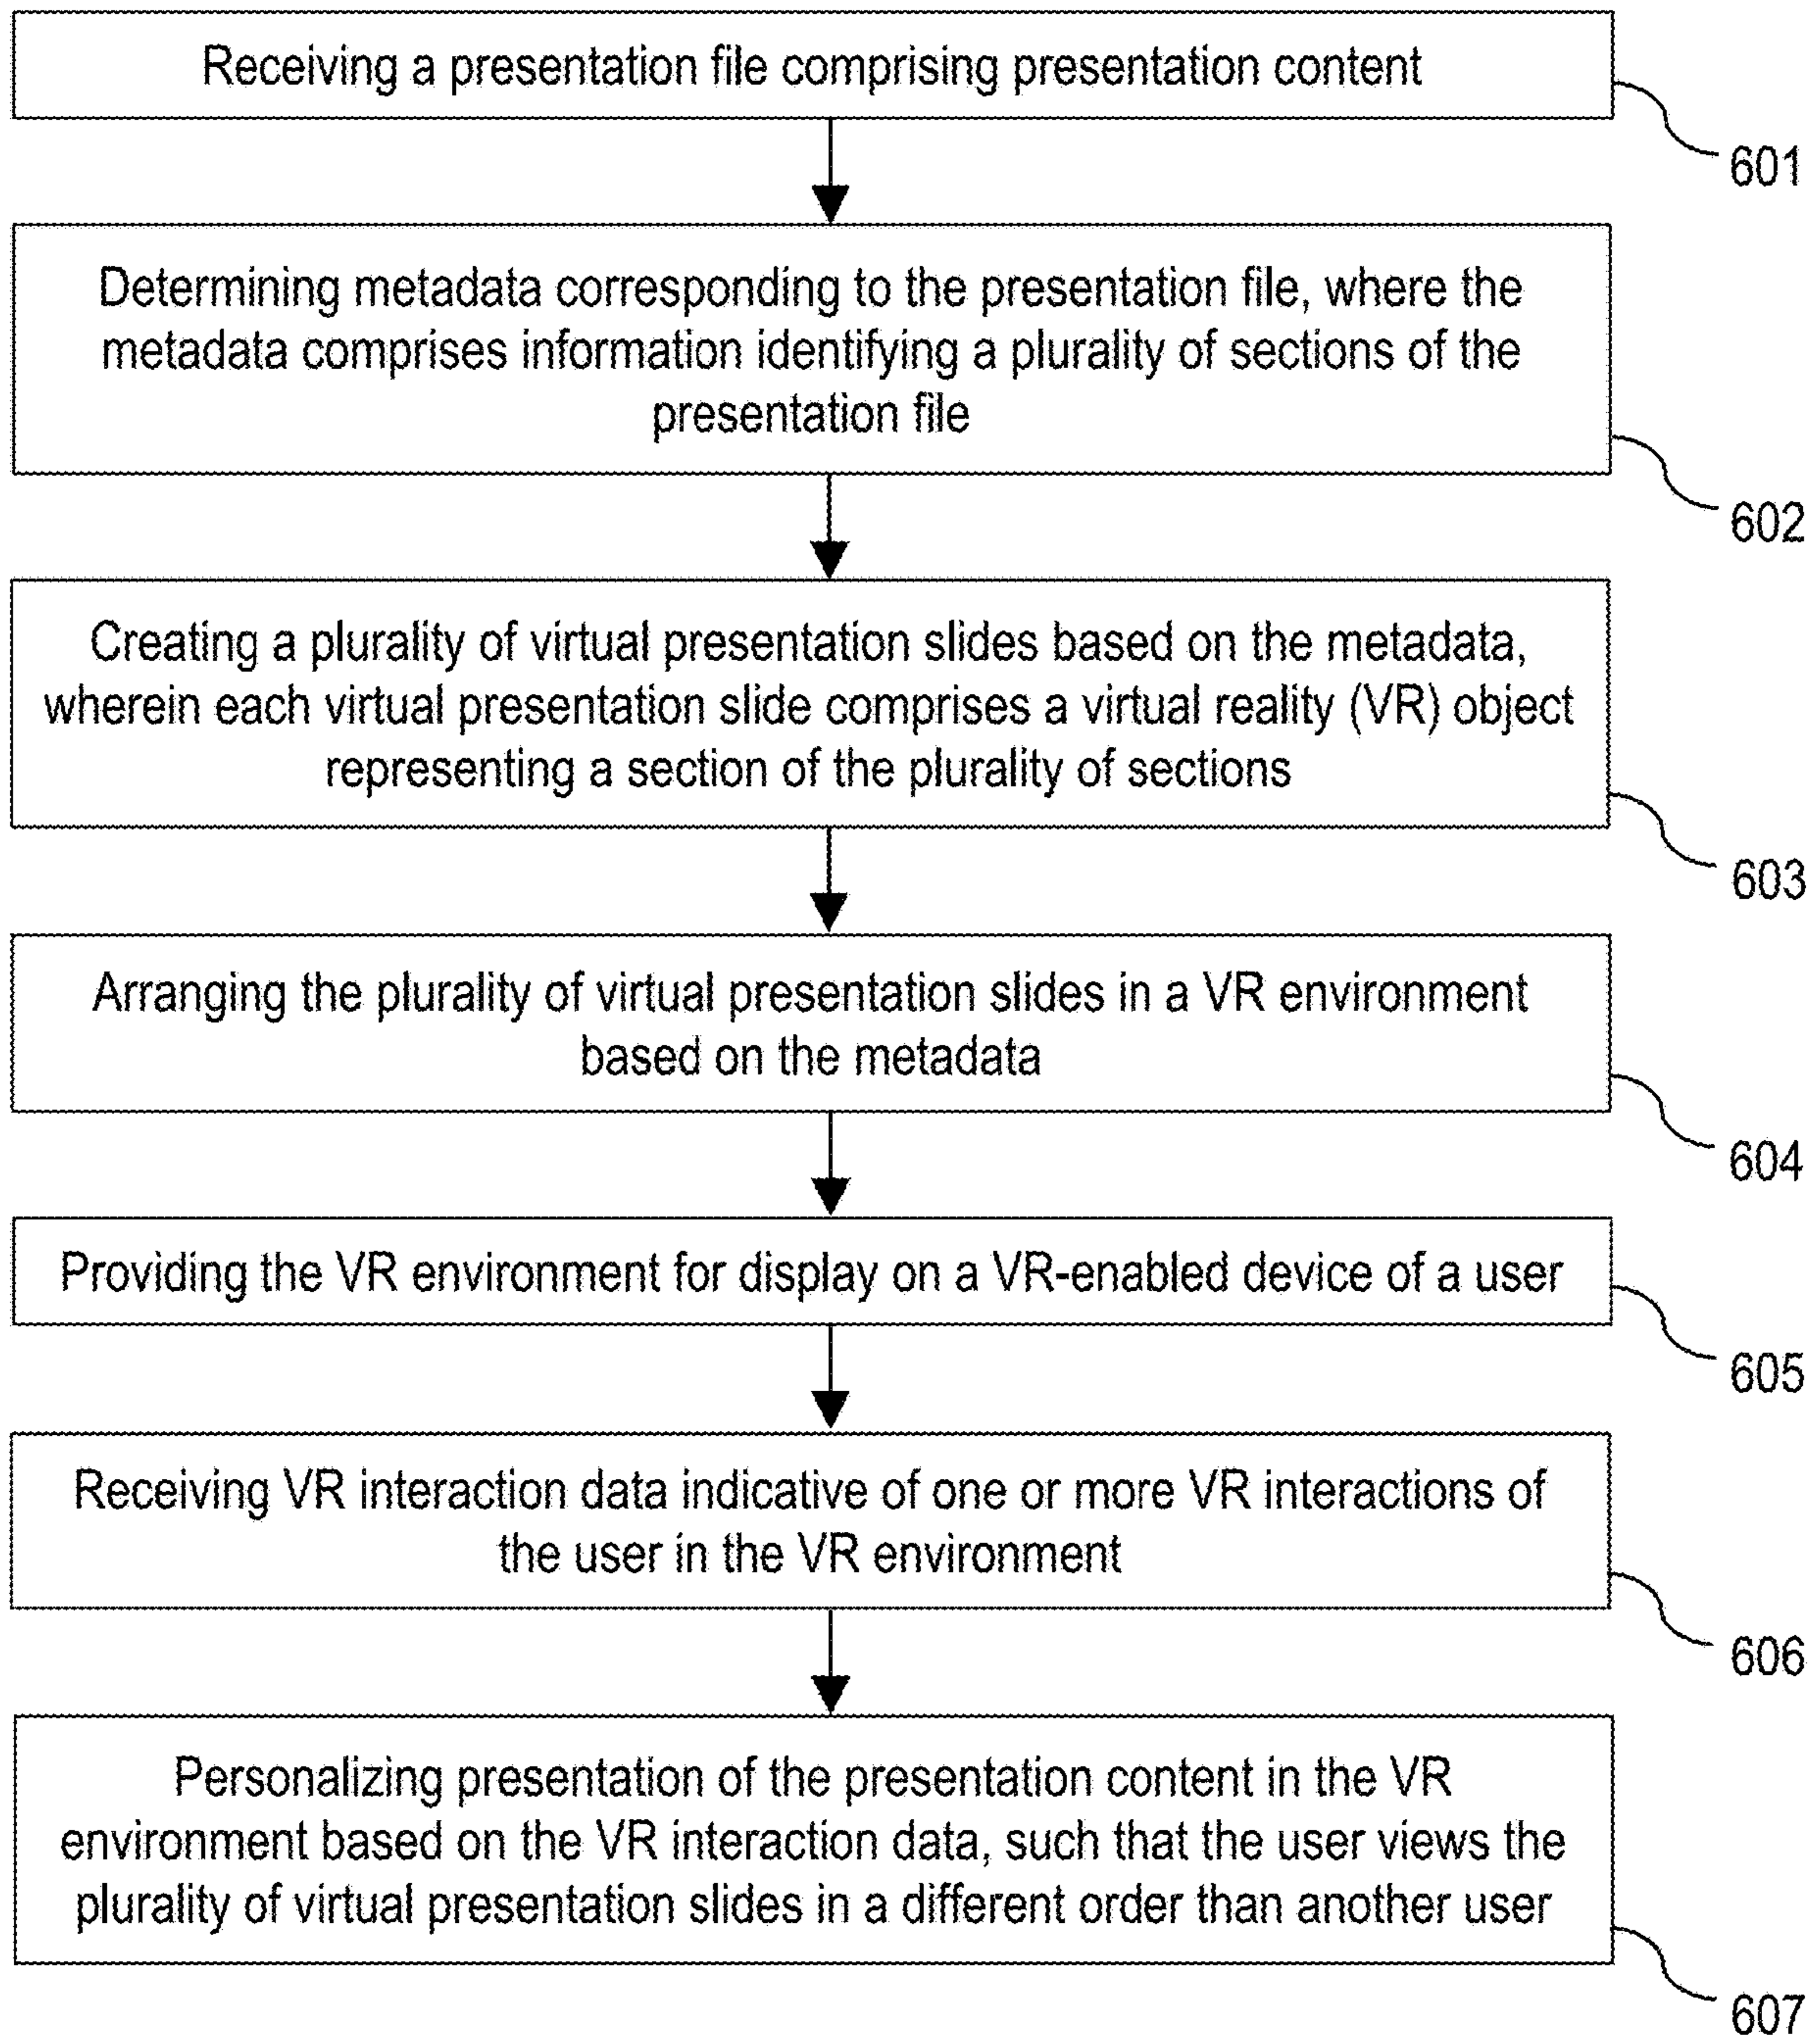 Receiving a presentation file comprising presentation content
601
Determining metadata corresponding to the presentation file, where the
metadata comprises information identifying a plurality of sections of the
presentation file
602
Creating a plurality of virtual presentation slides based on the metadata,
wherein each virtual presentation slide comprises a virtual reality (VR) object
representing a section of the plurality of sections
603
Arranging the plurality of virtual presentation slides in a VR environment
based on the metadata
604
Providing the VR environment for display on a VR-enabled device of a user
605
Receiving VR interaction data indicative of one or more VR interactions of
the user in the VR environment
606
Personalizing presentation of the presentation content in the VR
environment based on the VR interaction data, such that the user views the
plurality of virtual presentation slides in a different order than another user
607